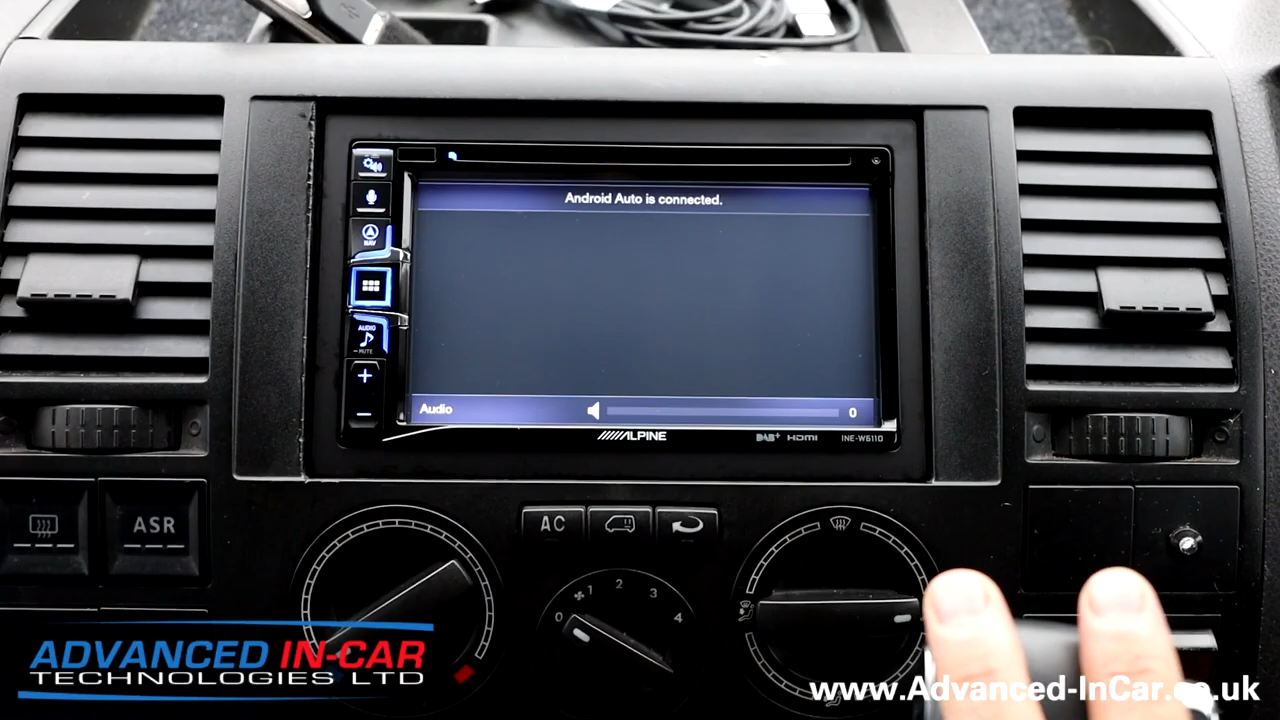 Android Auto is connected.
NAV
AUDIO
– MUTE
+
–
Audio
0
ALPINE
DAB+ HDMI INE-W611D
ASR
AC
0 1 2 3 4
ADVANCED IN-CAR
TECHNOLOGIES LTD
www.Advanced-InCar.co.uk